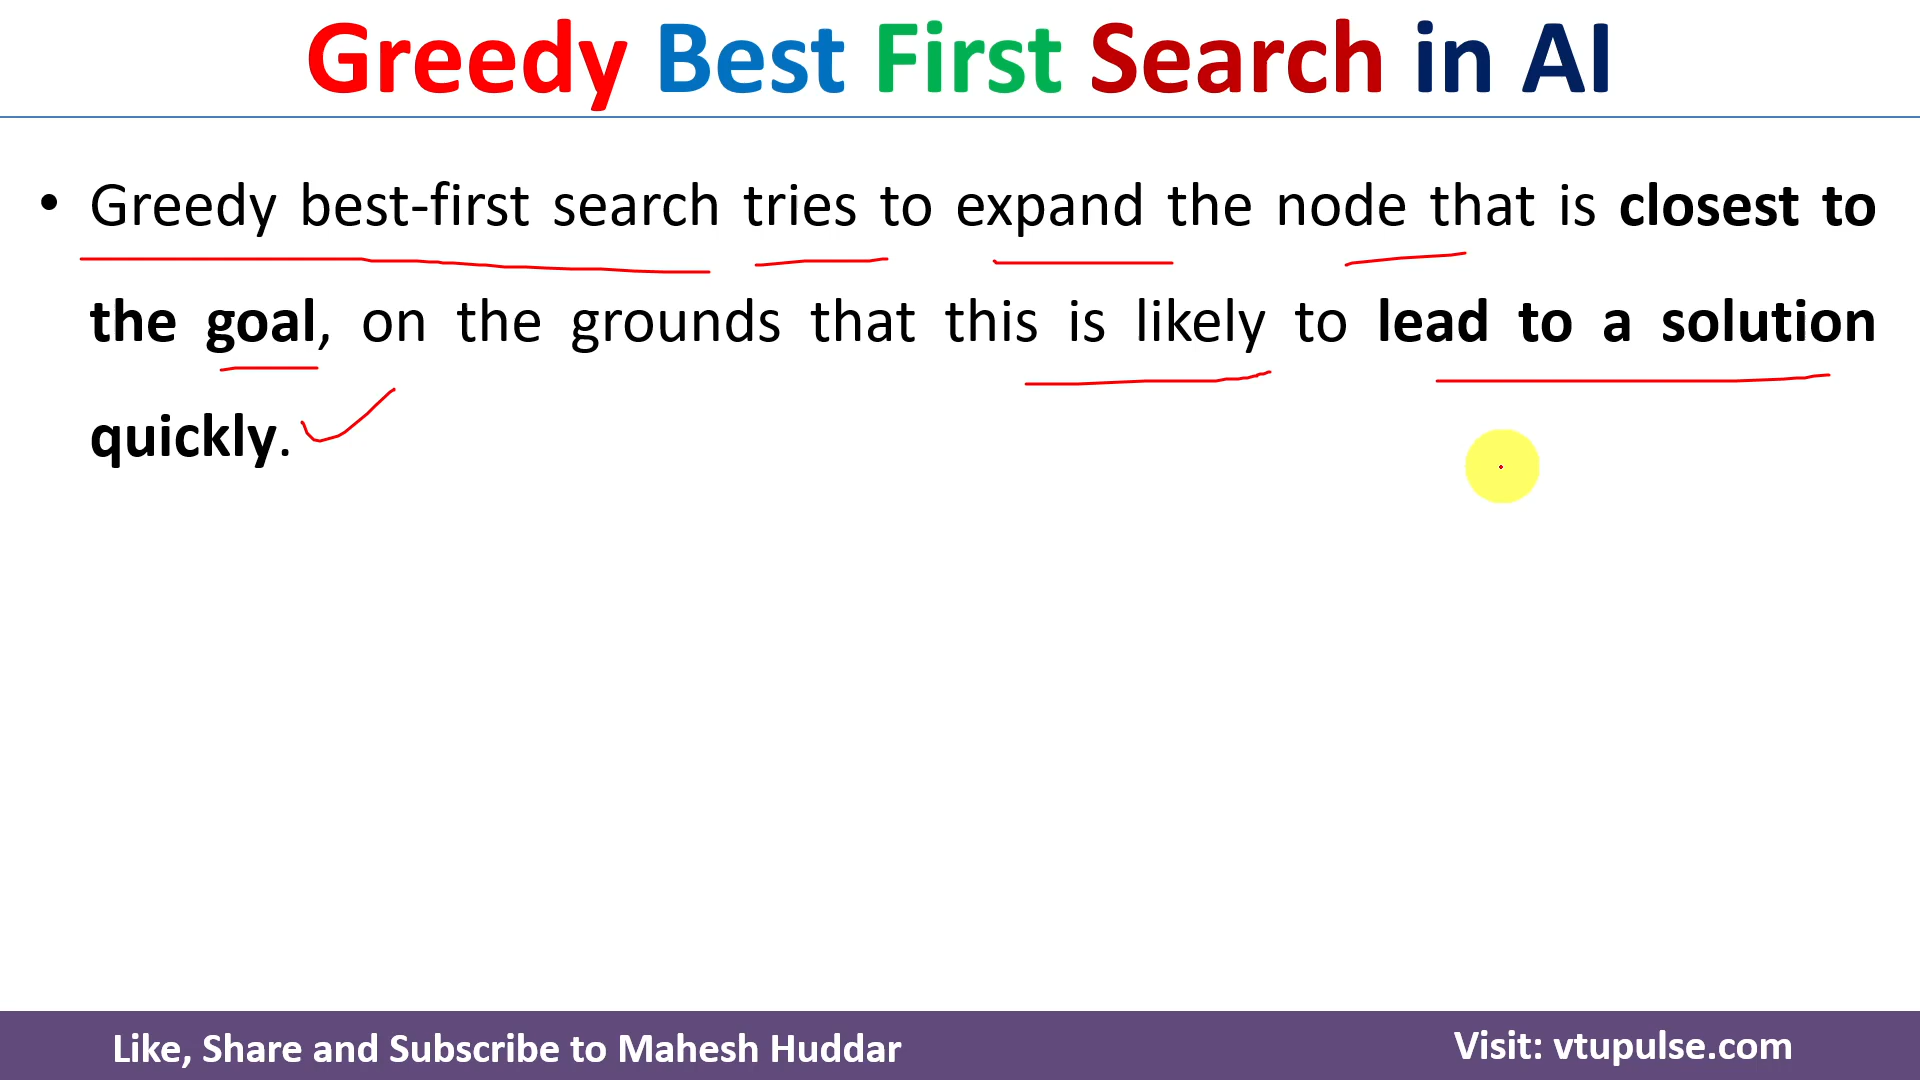 Greedy Best First Search in AI
• Greedy best-first search tries to expand the node that is closest to
the goal, on the grounds that this is likely to lead to a solution
quickly.
Like, Share and Subscribe to Mahesh Huddar
Visit: vtupulse.com